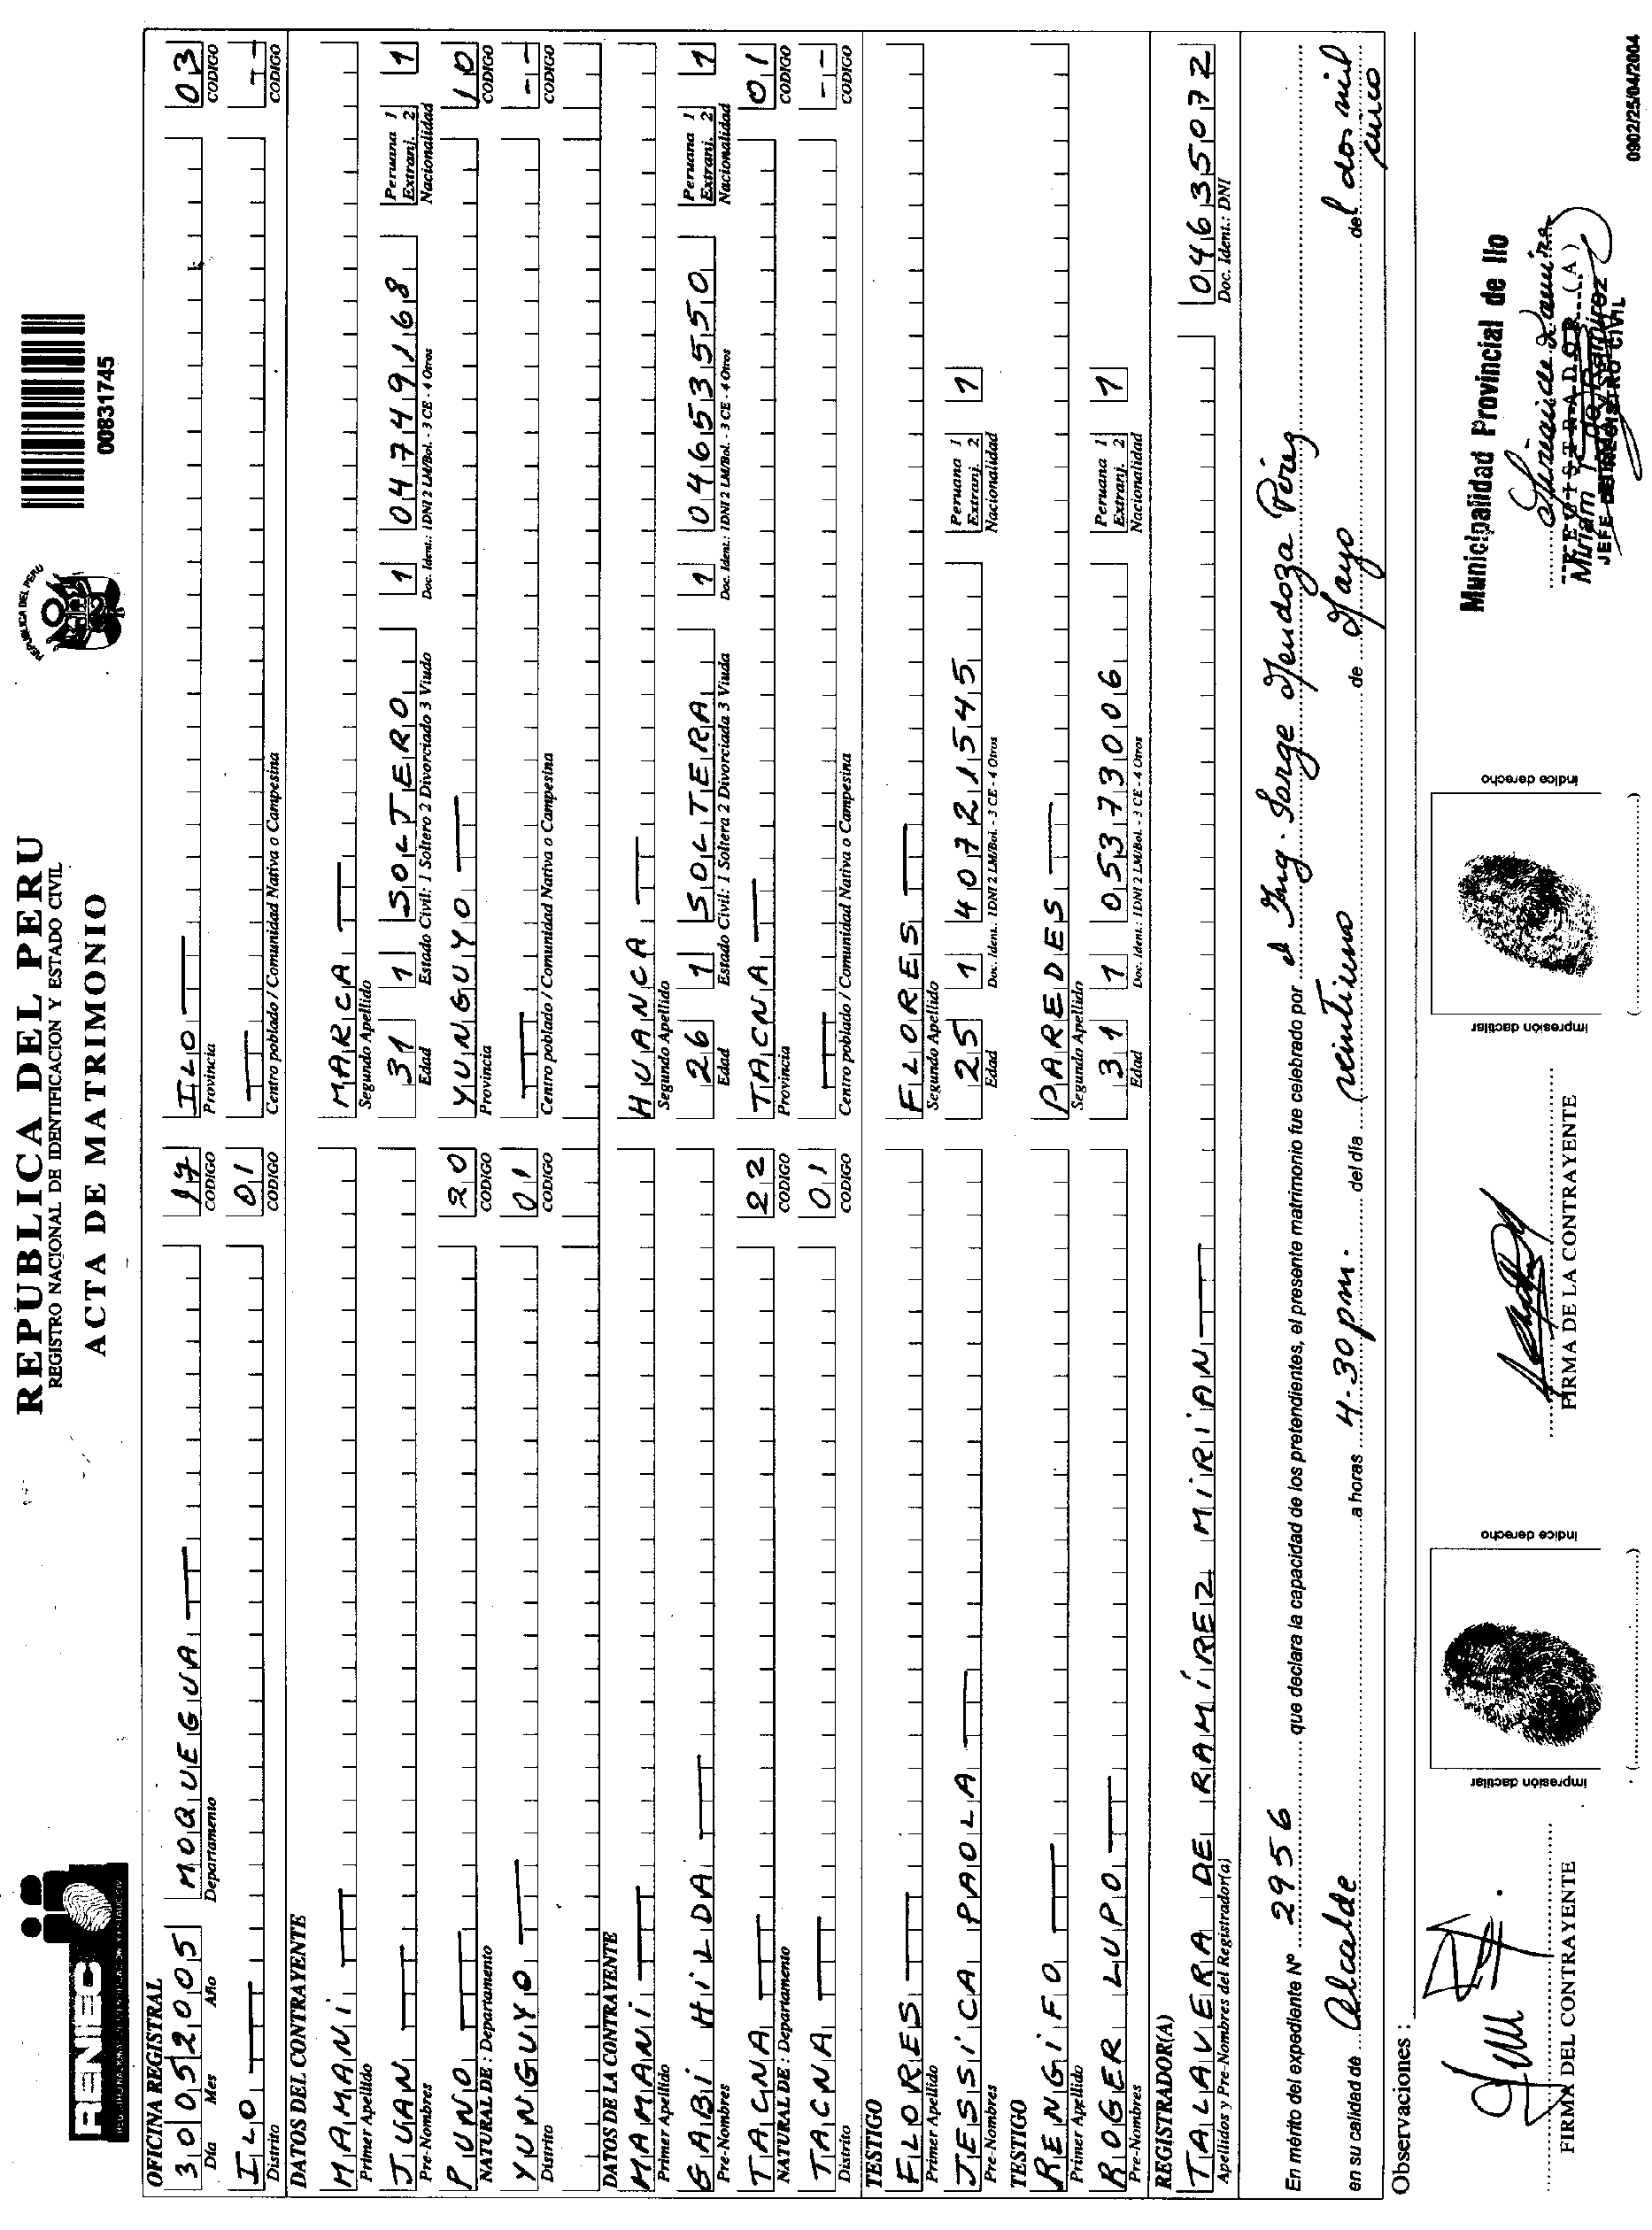 RENIEC
REGISTRO NACIONAL DE IDENTIFICACION Y ESTADO CIVIL
REPUBLICA DEL PERU
REGISTRO NACIONAL DE IDENTIFICACION Y ESTADO CIVIL
ACTA DE MATRIMONIO
REPUBLICA DEL PERU
00831745
OFICINA REGISTRAL
30 05 2005 MOQUEGUA 17 ILO 03
Día Mes Año Departamento CODIGO Provincia CODIGO
ILO 01 --
Distrito CODIGO Centro poblado / Comunidad Nativa o Campesina CODIGO
DATOS DEL CONTRAYENTE
MAMANI MARCA
Primer Apellido Segundo Apellido
JUAN 31 1 SOLTERO 1 04749168 Peruana 1 Extranj. 2 1
Pre-Nombres Edad Estado Civil: 1 Soltero 2 Divorciado 3 Viudo Doc. Ident.: 1DNI 2 LM/Bol. - 3 CE - 4 Otros Nacionalidad
PUNO 20 YUNGUYO 10
NATURAL DE : Departamento CODIGO Provincia CODIGO
YUNGUYO 01 --
Distrito CODIGO Centro poblado / Comunidad Nativa o Campesina CODIGO
DATOS DE LA CONTRAYENTE
MAMANI HUANCA
Primer Apellido Segundo Apellido
GABI HILDA 26 1 SOLTERA 1 04653550 Peruana 1 Extranj. 2 1
Pre-Nombres Edad Estado Civil: 1 Soltera 2 Divorciada 3 Viuda Doc. Ident.: 1DNI 2 LM/Bol. - 3 CE - 4 Otros Nacionalidad
TACNA 22 TACNA 01
NATURAL DE : Departamento CODIGO Provincia CODIGO
TACNA 01 --
Distrito CODIGO Centro poblado / Comunidad Nativa o Campesina CODIGO
TESTIGO
FLORES FLORES
Primer Apellido Segundo Apellido
JESSICA PAOLA 25 1 40721545 Peruana 1 Extranj. 2 1
Pre-Nombres Edad Doc. Ident.: 1DNI 2 LM/Bol. - 3 CE - 4 Otros Nacionalidad
TESTIGO
RENGIFO PAREDES
Primer Apellido Segundo Apellido
ROGER LUPO 31 1 05373006 Peruana 1 Extranj. 2 1
Pre-Nombres Edad Doc. Ident.: 1DNI 2 LM/Bol. - 3 CE - 4 Otros Nacionalidad
REGISTRADOR(A)
TALAVERA DE RAMIREZ MIRIAN 04635072
Apellidos y Pre-Nombres del Registrador(a) Doc. Ident.: DNI
En mérito del expediente N° 2956 que declara la capacidad de los pretendientes, el presente matrimonio fue celebrado por el Ing. Jorge Mendoza Pérez
en su calidad de Alcalde a horas 4.30 pm. del día veintiuno de Mayo del dos mil
cinco
Observaciones :
Municipalidad Provincial de Ilo
REGISTRADOR (A)
Miriam T. de Ramirez
JEFE REGISTRO CIVIL
impresión dactilar índice derecho
impresión dactilar índice derecho
FIRMA DEL CONTRAYENTE
FIRMA DE LA CONTRAYENTE
0902/25/04/2004